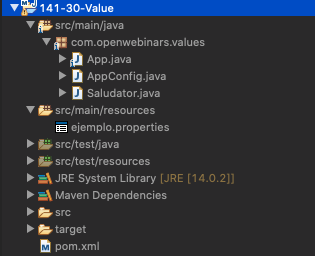 141-30-Value
src/main/java
com.openwebinars.values
App.java
AppConfig.java
Saludator.java
src/main/resources
ejemplo.properties
src/test/java
src/test/resources
JRE System Library [JRE [14.0.2]]
Maven Dependencies
src
target
pom.xml